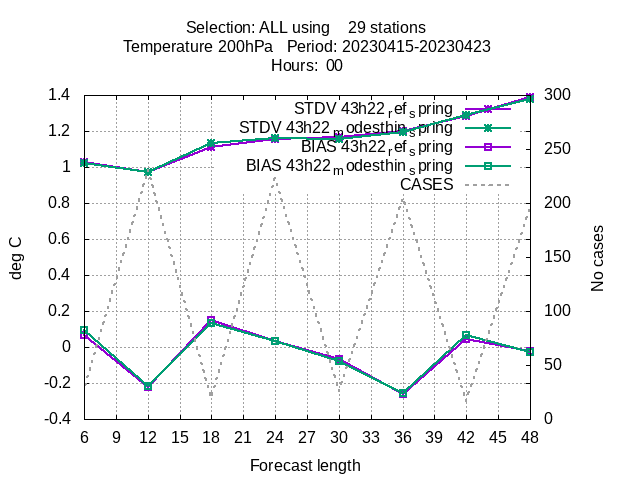 Selection: ALL using 29 stations
Temperature 200hPa Period: 20230415-20230423
Hours: 00
1.4
1.2
1
0.8
0.6
0.4
0.2
0
-0.2
-0.4
deg C
STDV 43h22_ref_spring
STDV 43h22_modesthin_spring
BIAS 43h22_ref_spring
BIAS 43h22_modesthin_spring
CASES
300
250
200
150
100
50
0
No cases
6 9 12 15 18 21 24 27 30 33 36 39 42 45 48
Forecast length